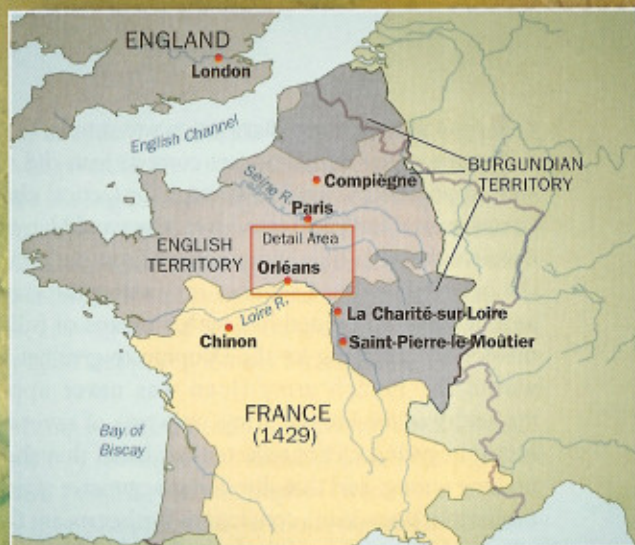 ENGLAND
London
English Channel
Seine R.
Compiègne
BURGUNDIAN
TERRITORY
Paris
Detail Area
ENGLISH
TERRITORY
Orléans
Loire R.
La Charité-sur-Loire
Chinon
Saint-Pierre-le-Moûtier
FRANCE
(1429)
Bay of
Biscay